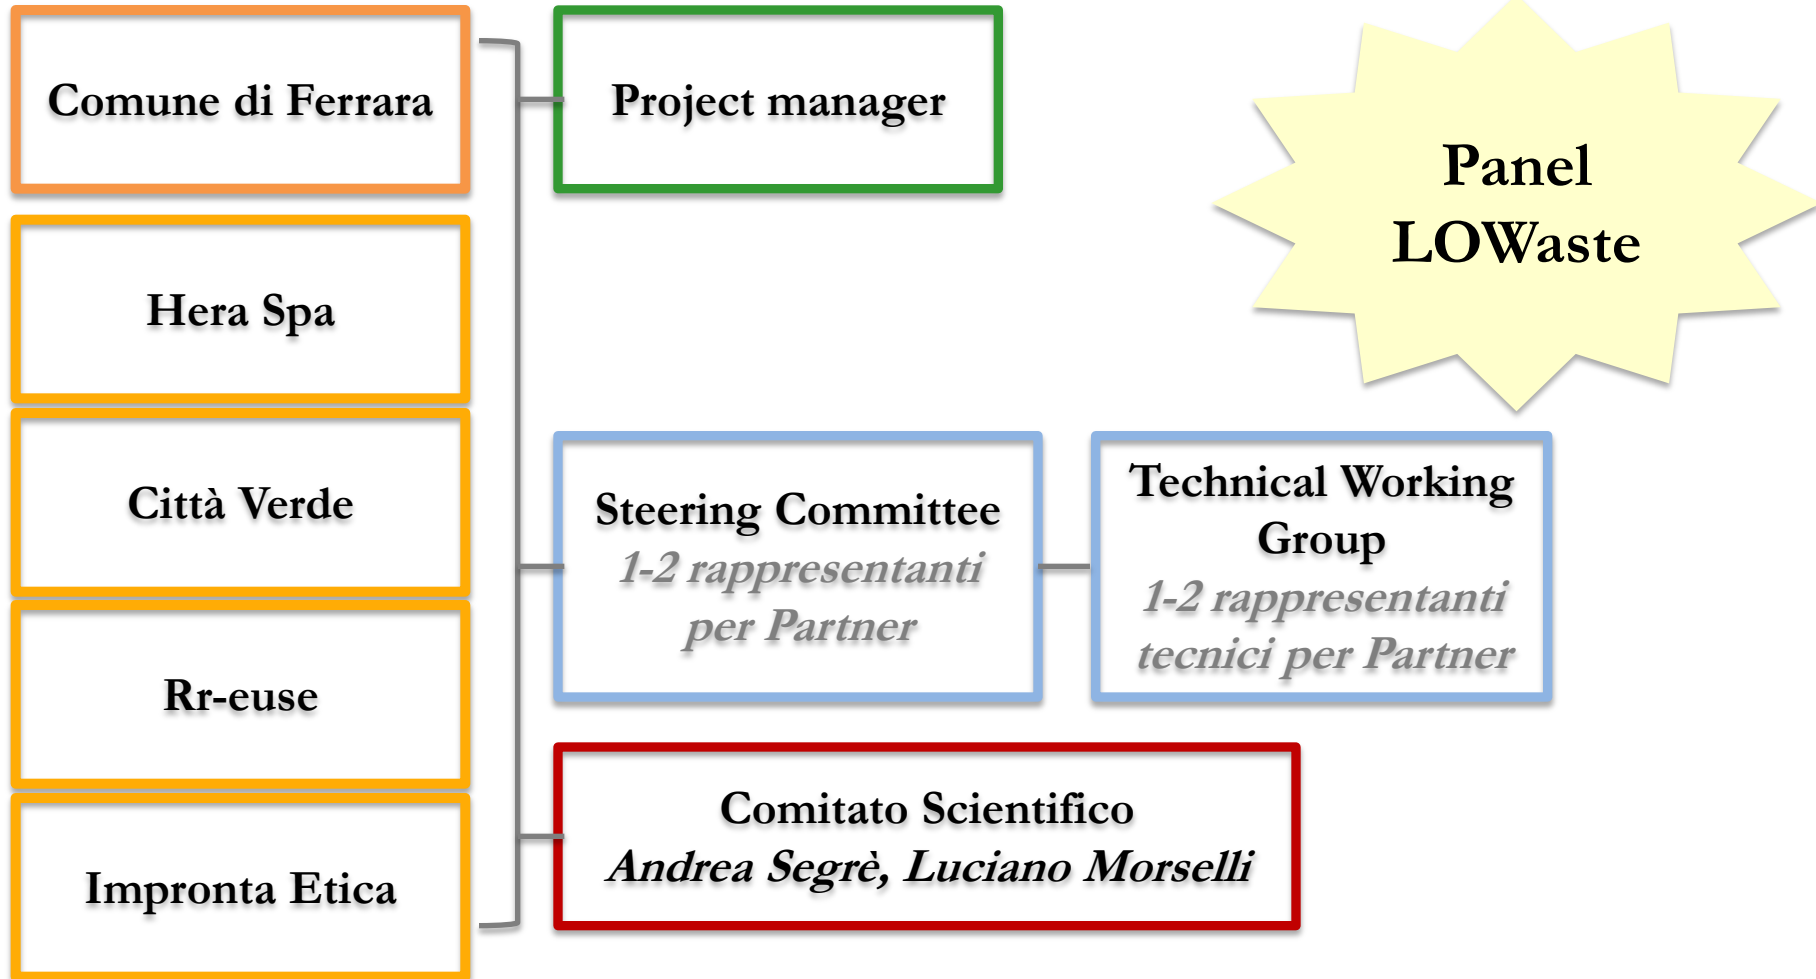 Comune di Ferrara
Project manager
Panel
LOWaste
Hera Spa
Città Verde
Steering Committee
1-2 rappresentanti
per Partner
Technical Working
Group
1-2 rappresentanti
tecnici per Partner
Rr-euse
Comitato Scientifico
Andrea Segrè, Luciano Morselli
Impronta Etica